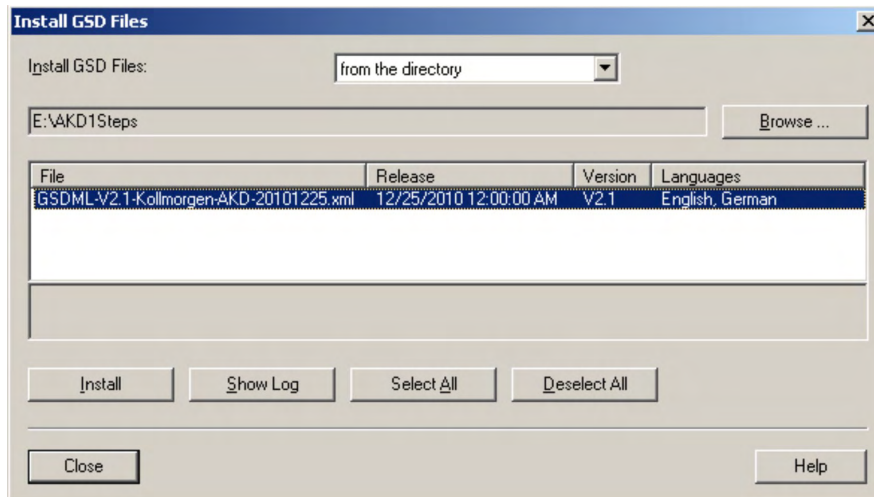 Install GSD Files
Install GSD Files: from the directory
E:\AKD1Steps Browse ...
File Release Version Languages
GSDML-V2.1-Kollmorgen-AKD-20101225.xml 12/25/2010 12:00:00 AM V2.1 English, German
Install Show Log Select All Deselect All
Close Help